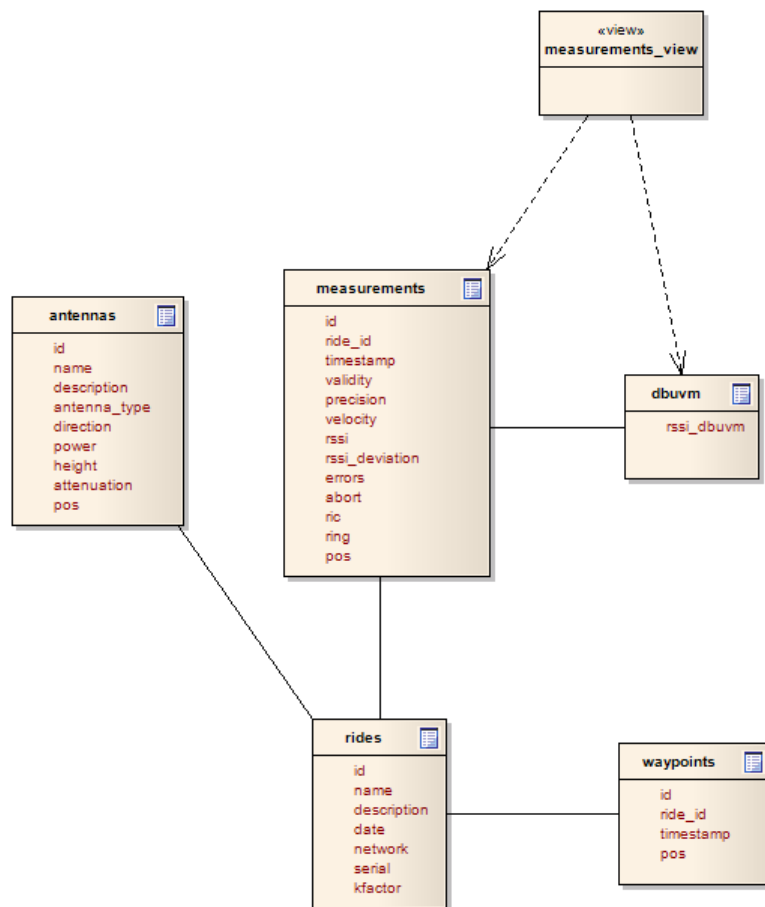 «view»
measurements_view
measurements
id
ride_id
timestamp
validity
precision
velocity
rssi
rssi_deviation
errors
abort
ric
ring
pos
antennas
id
name
description
antenna_type
direction
power
height
attenuation
pos
dbuvm
rssi_dbuvm
rides
id
name
description
date
network
serial
kfactor
waypoints
id
ride_id
timestamp
pos